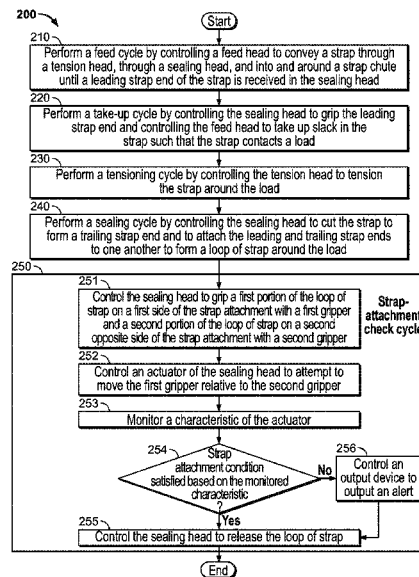 200
Start
210
Perform a feed cycle by controlling a feed head to convey a strap through
a tension head, through a sealing head, and into and around a strap chute
until a leading strap end of the strap is received in the sealing head
220
Perform a take-up cycle by controlling the sealing head to grip the leading
strap end and controlling the feed head to take up slack in the
strap such that the strap contacts a load
230
Perform a tensioning cycle by controlling the tension head to tension
the strap around the load
240
Perform a sealing cycle by controlling the sealing head to cut the strap to
form a trailing strap end and to attach the leading and trailing strap ends
to one another to form a loop of strap around the load
250
251
Control the sealing head to grip a first portion of the loop of
strap on a first side of the strap attachment with a first gripper
and a second portion of the loop of strap on a second
opposite side of the strap attachment with a second gripper
Strap-
attachment
check cycle
252
Control an actuator of the sealing head to attempt to
move the first gripper relative to the second gripper
253
Monitor a characteristic of the actuator
254
Strap
attachment condition
satisfied based on the monitored
characteristic
?
No
256
Control an
output device to
output an alert
Yes
255
Control the sealing head to release the loop of strap
End